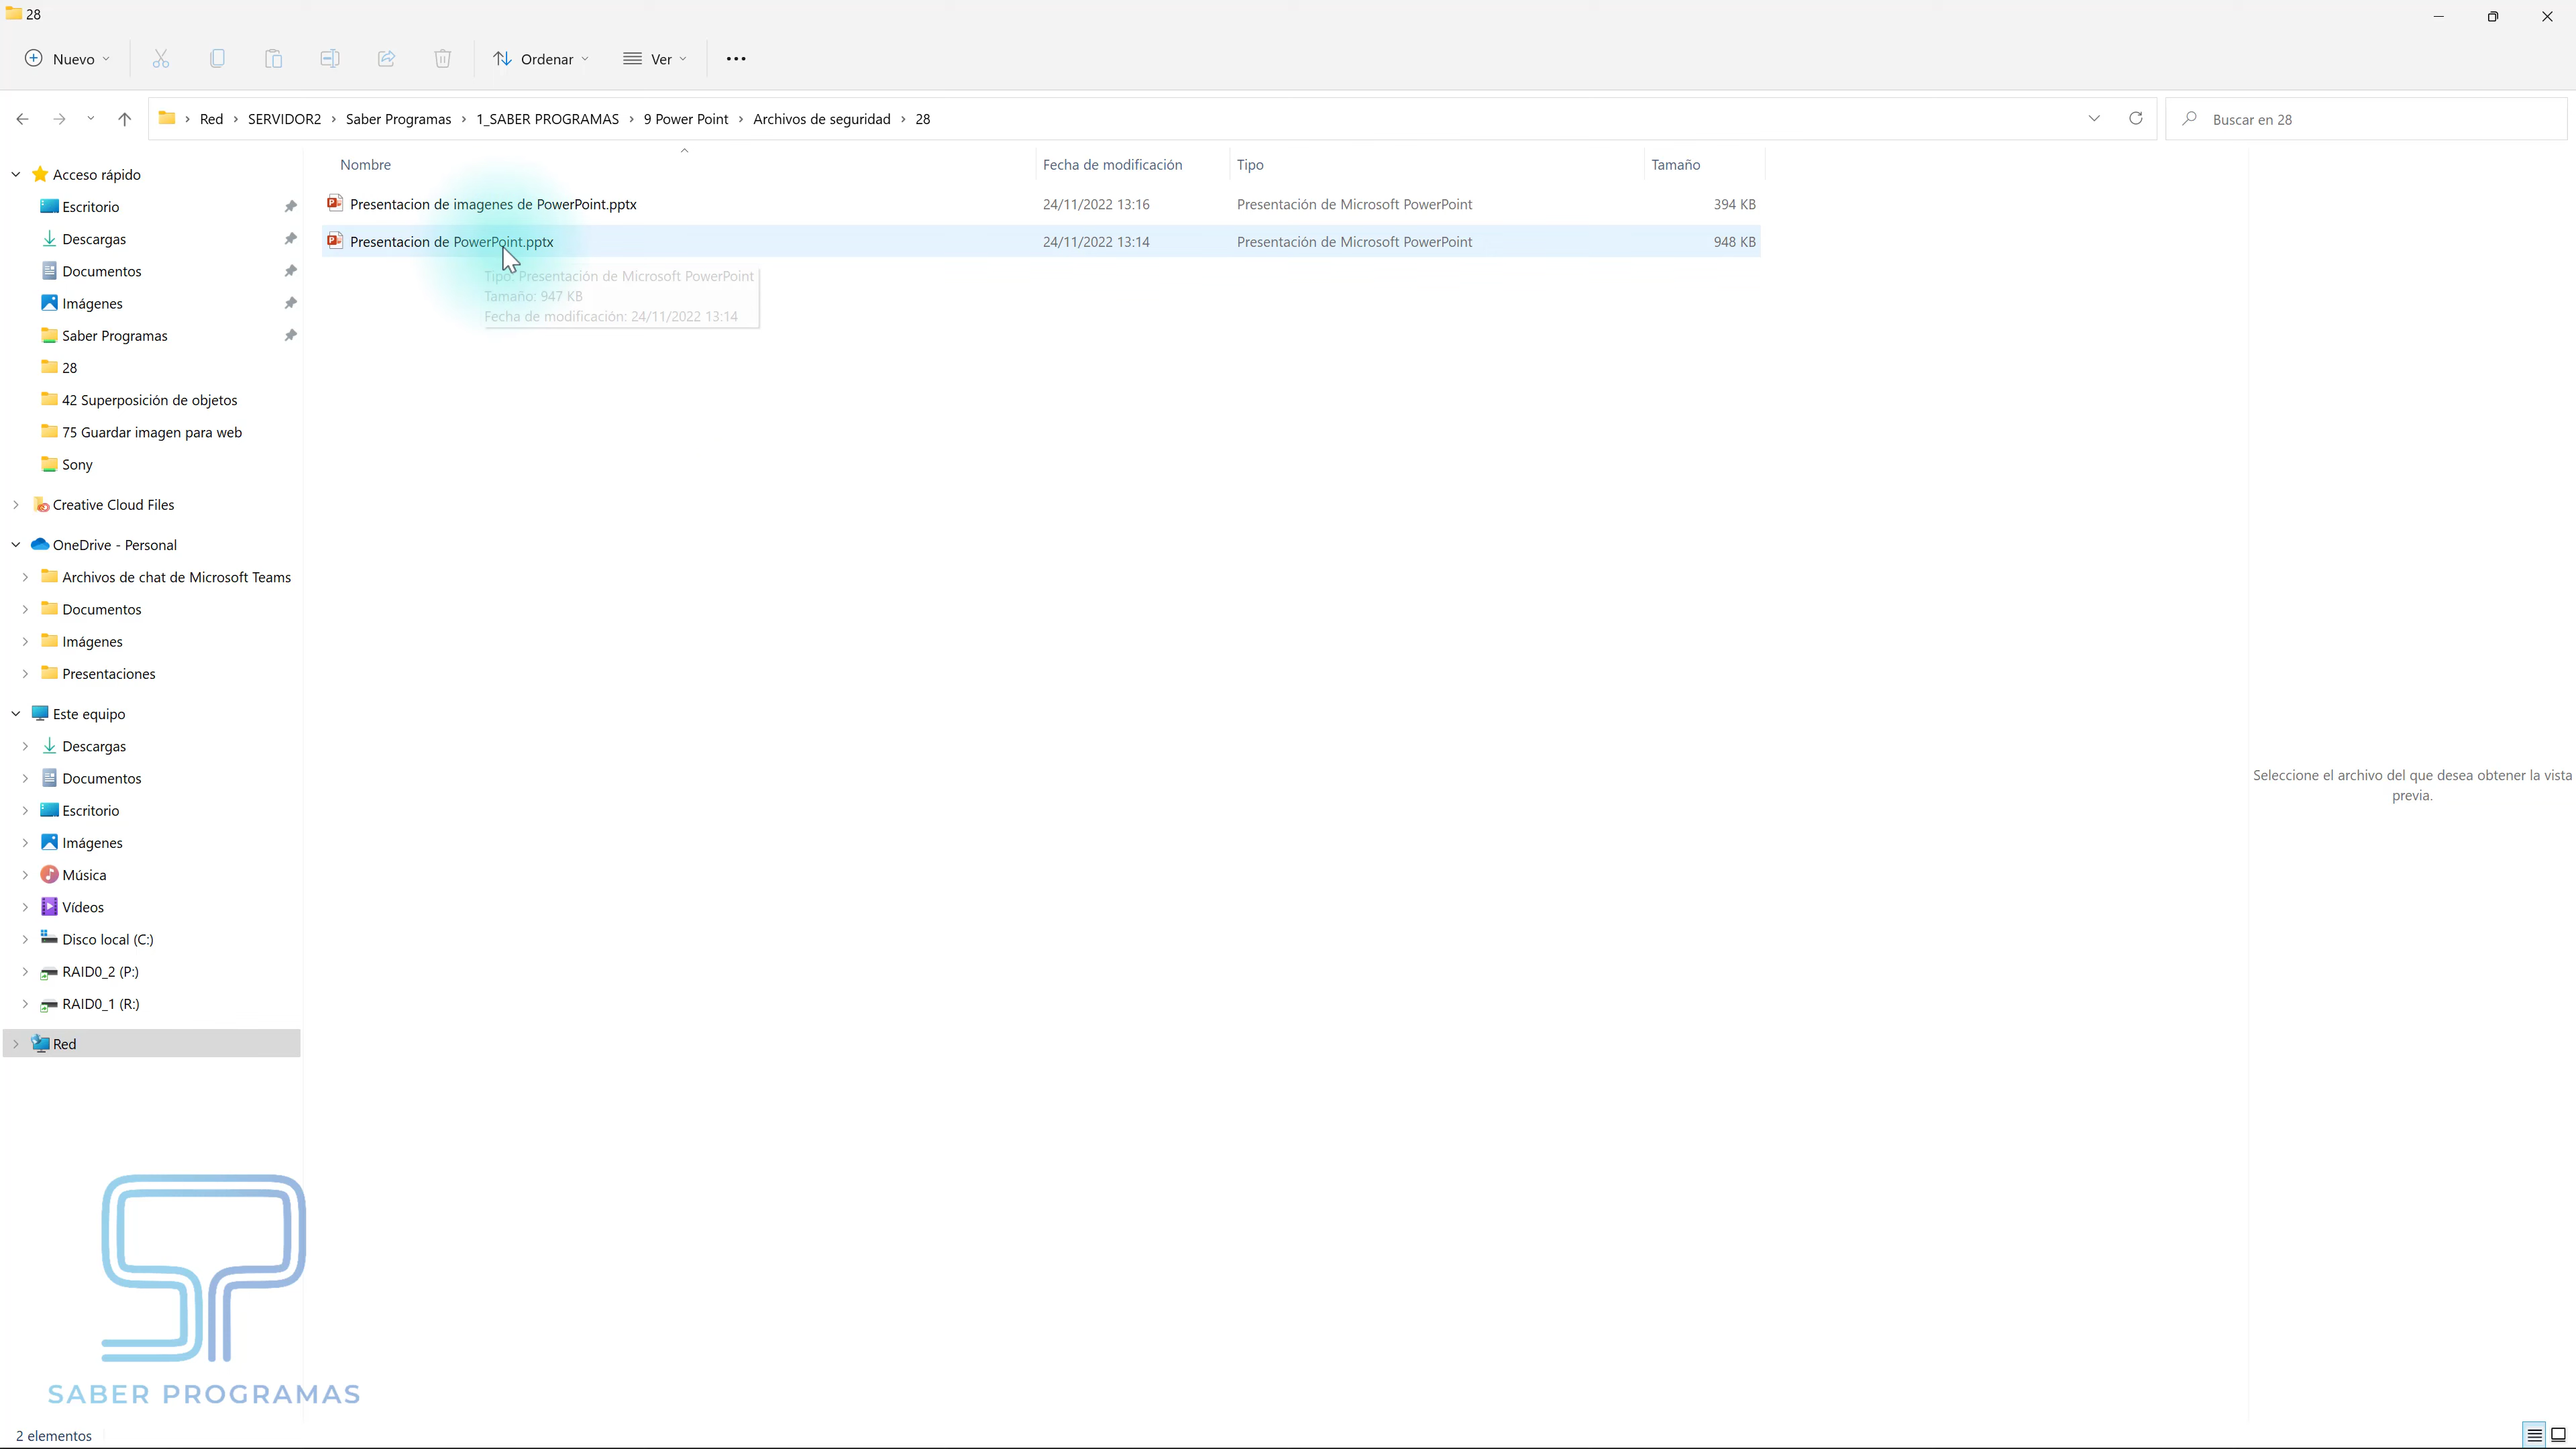 28
Nuevo
Ordenar
Ver
Red
SERVIDOR2
Saber Programas
1_SABER PROGRAMAS
9 Power Point
Archivos de seguridad
28
Buscar en 28
Nombre
Fecha de modificación
Tipo
Tamaño
Presentacion de imagenes de PowerPoint.pptx
24/11/2022 13:16
Presentación de Microsoft PowerPoint
394 KB
Presentacion de PowerPoint.pptx
24/11/2022 13:14
Presentación de Microsoft PowerPoint
948 KB
Tipo: Presentación de Microsoft PowerPoint
Tamaño: 947 KB
Fecha de modificación: 24/11/2022 13:14
Acceso rápido
Escritorio
Descargas
Documentos
Imágenes
Saber Programas
28
42 Superposición de objetos
75 Guardar imagen para web
Sony
Creative Cloud Files
OneDrive - Personal
Archivos de chat de Microsoft Teams
Documentos
Imágenes
Presentaciones
Este equipo
Descargas
Documentos
Escritorio
Imágenes
Música
Vídeos
Disco local (C:)
RAID0_2 (P:)
RAID0_1 (R:)
Red
Seleccione el archivo del que desea obtener la vista
previa.
SABER PROGRAMAS
2 elementos